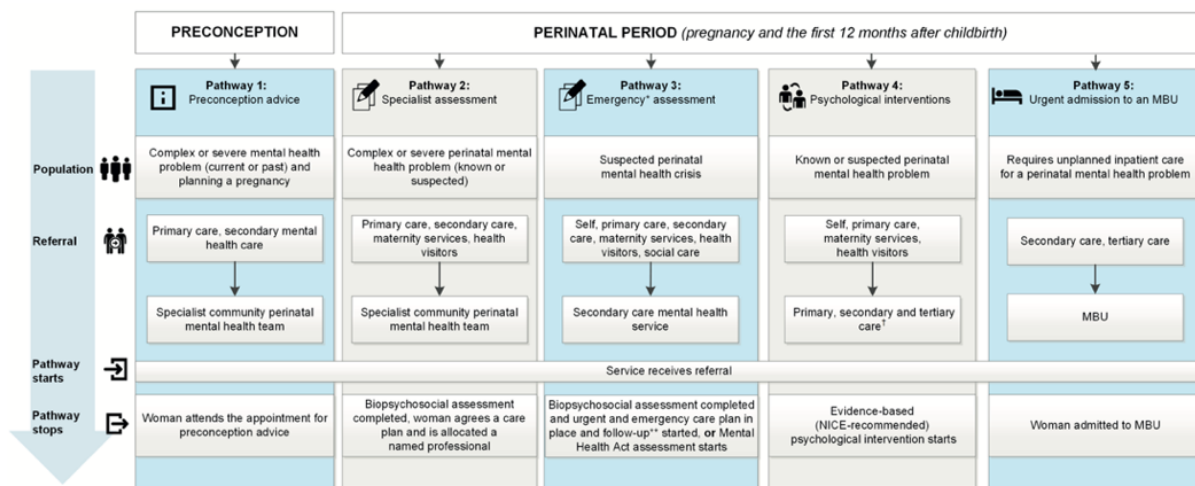 PRECONCEPTION
PERINATAL PERIOD (pregnancy and the first 12 months after childbirth)
Pathway 1:
Preconception advice
Pathway 2:
Specialist assessment
Pathway 3:
Emergency* assessment
Pathway 4:
Psychological interventions
Pathway 5:
Urgent admission to an MBU
Population
Complex or severe mental health
problem (current or past) and
planning a pregnancy
Complex or severe perinatal mental
health problem (known or
suspected)
Suspected perinatal
mental health crisis
Known or suspected perinatal
mental health problem
Requires unplanned inpatient care
for a perinatal mental health problem
Referral
Primary care, secondary mental
health care
Primary care, secondary care,
maternity services, health
visitors
Self, primary care, secondary
care, maternity services, health
visitors, social care
Self, primary care,
maternity services,
health visitors
Secondary care, tertiary care
Specialist community perinatal
mental health team
Specialist community perinatal
mental health team
Secondary care mental health
service
Primary, secondary and tertiary
care†
MBU
Pathway
starts
Service receives referral
Pathway
stops
Woman attends the appointment for
preconception advice
Biopsychosocial assessment
completed, woman agrees a care
plan and is allocated a
named professional
Biopsychosocial assessment completed
and urgent and emergency care plan in
place and follow-up** started, or Mental
Health Act assessment starts
Evidence-based
(NICE-recommended)
psychological intervention starts
Woman admitted to MBU